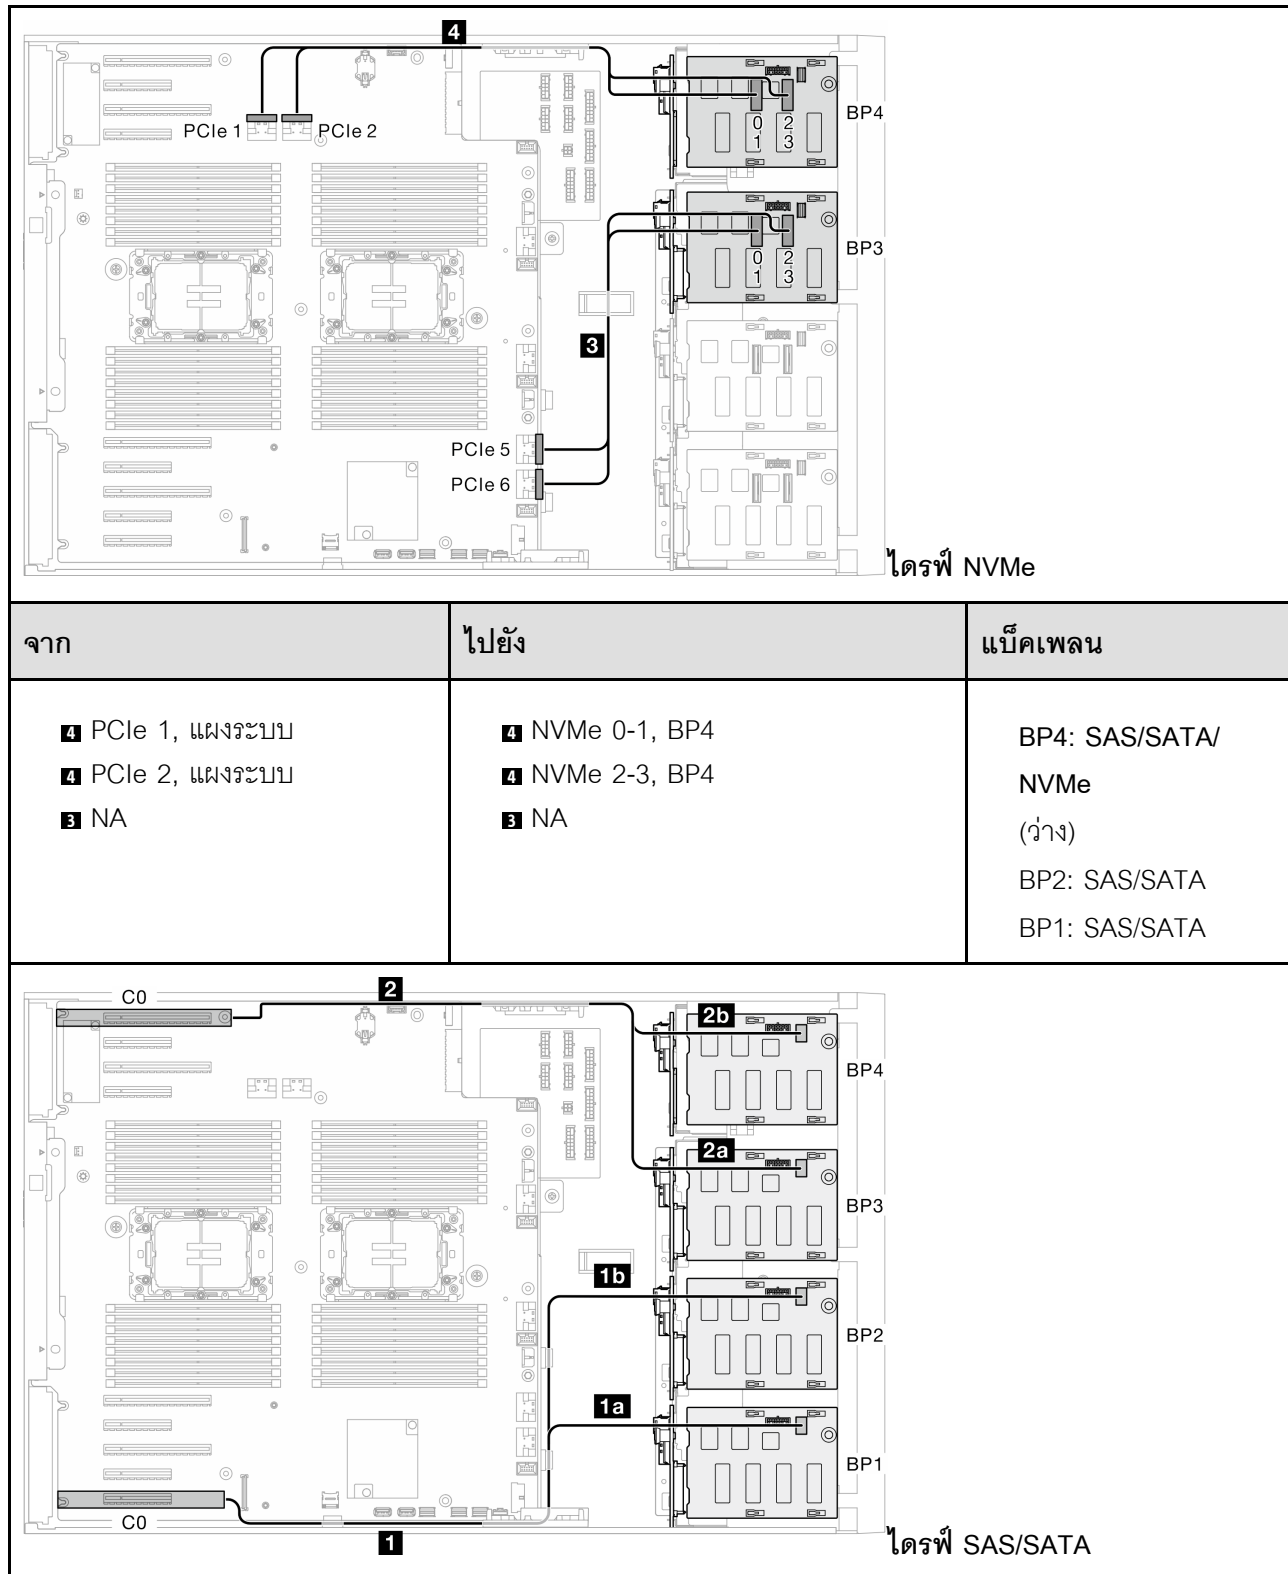 4
PCIe 1
PCIe 2
0
1
2
3
BP4
0
1
2
3
BP3
3
PCIe 5
PCIe 6
ไดรฟ์ NVMe
จาก
ไปยัง
แบ็คเพลน
4 PCIe 1, แผงระบบ
4 PCIe 2, แผงระบบ
3 NA
4 NVMe 0-1, BP4
4 NVMe 2-3, BP4
3 NA
BP4: SAS/SATA/
NVMe
(ว่าง)
BP2: SAS/SATA
BP1: SAS/SATA
C0
2
2b
BP4
2a
BP3
1b
BP2
1a
BP1
C0
1
ไดรฟ์ SAS/SATA